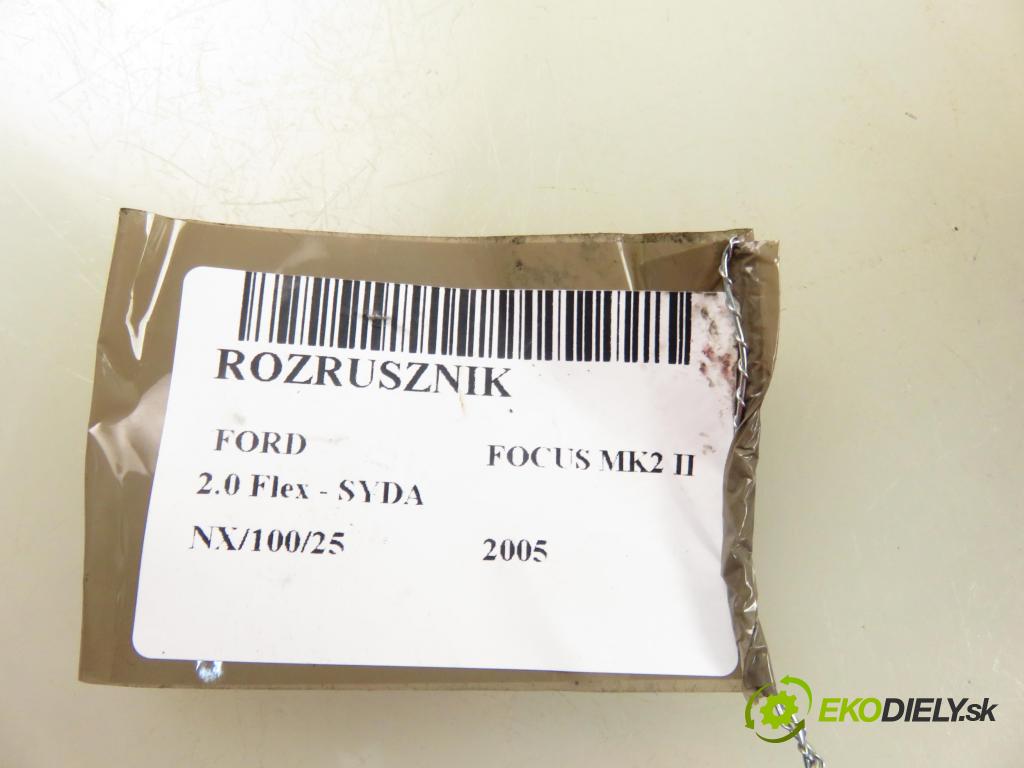 ROZRUSZNIK
FORD FOCUS MK2 II
2.0 Flex - SYDA
NX/100/25 2005
EKODIELY.sk